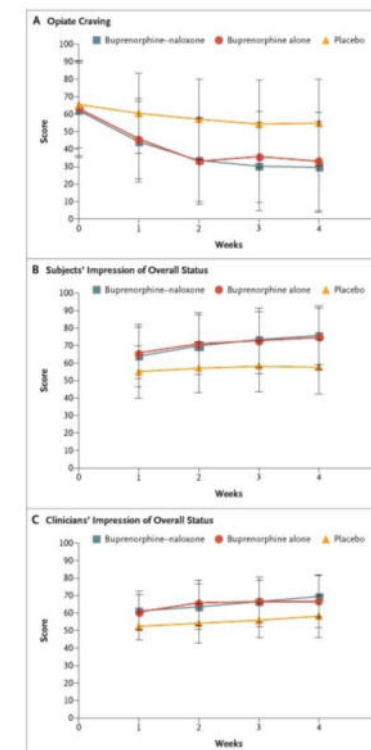 A Opiate Craving
Buprenorphine–naloxone Buprenorphine alone Placebo
100
90
80
70
60
50
40
30
20
10
0
Score
0 1 2 3 4
Weeks
B Subjects' Impression of Overall Status
Buprenorphine–naloxone Buprenorphine alone Placebo
100
90
80
70
60
50
40
30
20
10
0
Score
0 1 2 3 4
Weeks
C Clinicians' Impression of Overall Status
Buprenorphine–naloxone Buprenorphine alone Placebo
100
90
80
70
60
50
40
30
20
10
0
Score
0 1 2 3 4
Weeks